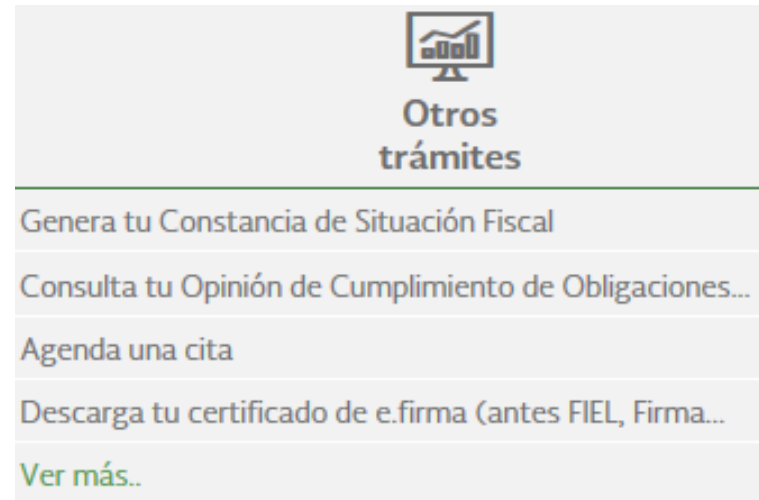 Otros
trámites
Genera tu Constancia de Situación Fiscal
Consulta tu Opinión de Cumplimiento de Obligaciones...
Agenda una cita
Descarga tu certificado de e.firma (antes FIEL, Firma...
Ver más..